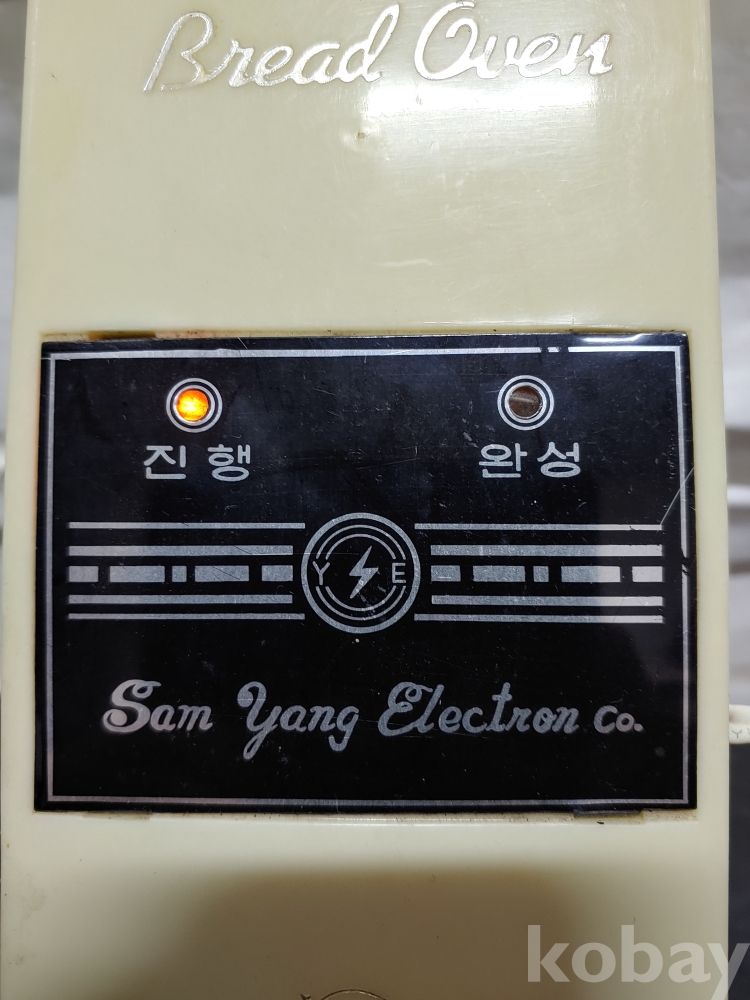 Bread Oven
진행 완성
Y E
Sam Yang Electron Co.
kobay